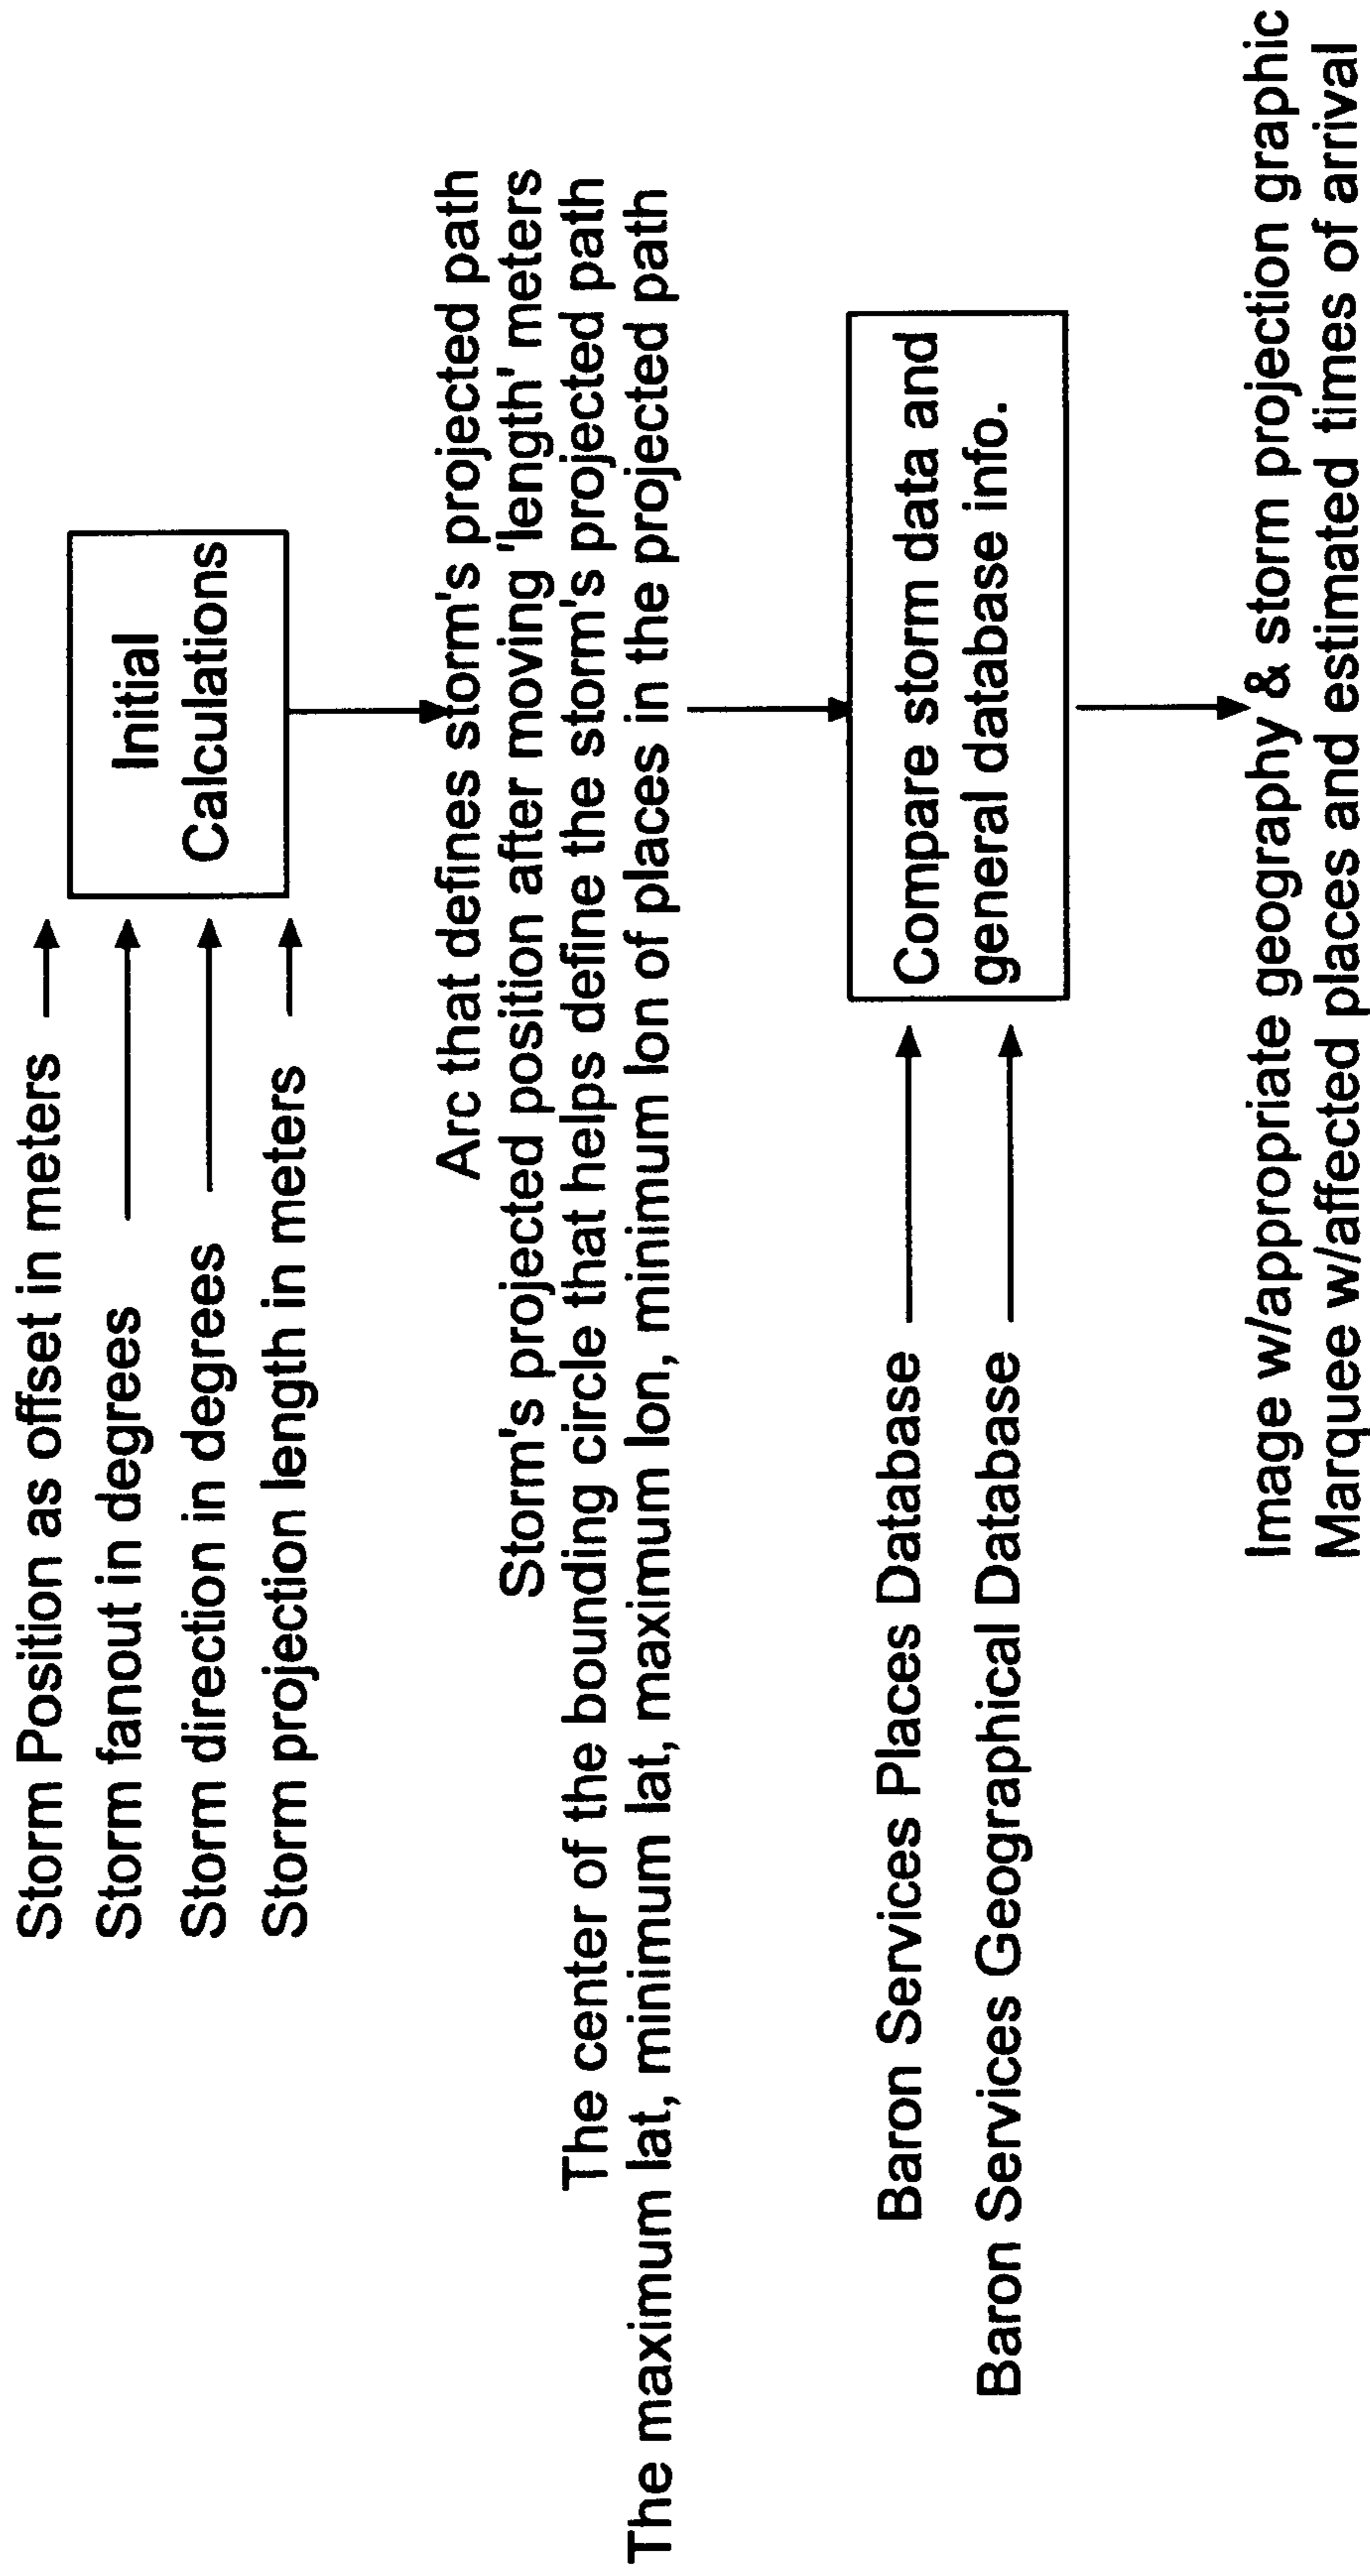 Storm Position as offset in meters
Storm fanout in degrees
Storm direction in degrees
Storm projection length in meters
Initial
Calculations
Arc that defines storm's projected path
Storm's projected position after moving 'length' meters
The center of the bounding circle that helps define the storm's projected path
The maximum lat, minimum lat, maximum lon, minimum lon of places in the projected path
Baron Services Places Database
Baron Services Geographical Database
Compare storm data and
general database info.
Image w/appropriate geography & storm projection graphic
Marquee w/affected places and estimated times of arrival